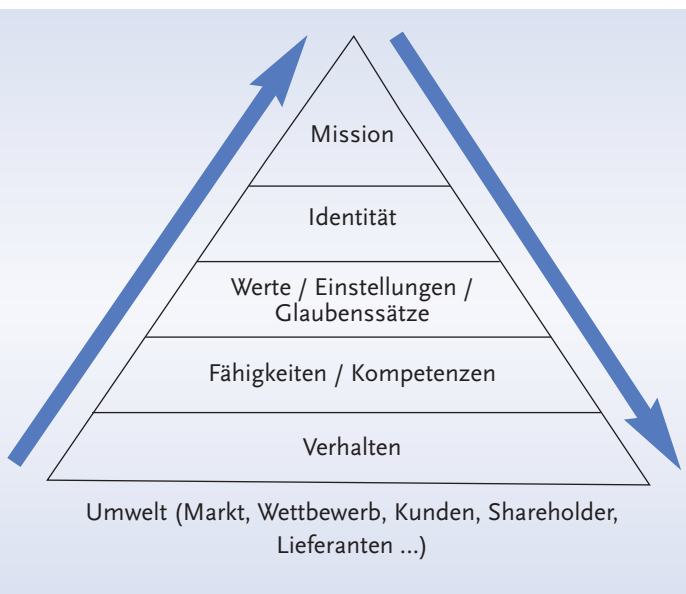 Mission
Identität
Werte / Einstellungen /
Glaubenssätze
Fähigkeiten / Kompetenzen
Verhalten
Umwelt (Markt, Wettbewerb, Kunden, Shareholder,
Lieferanten ...)